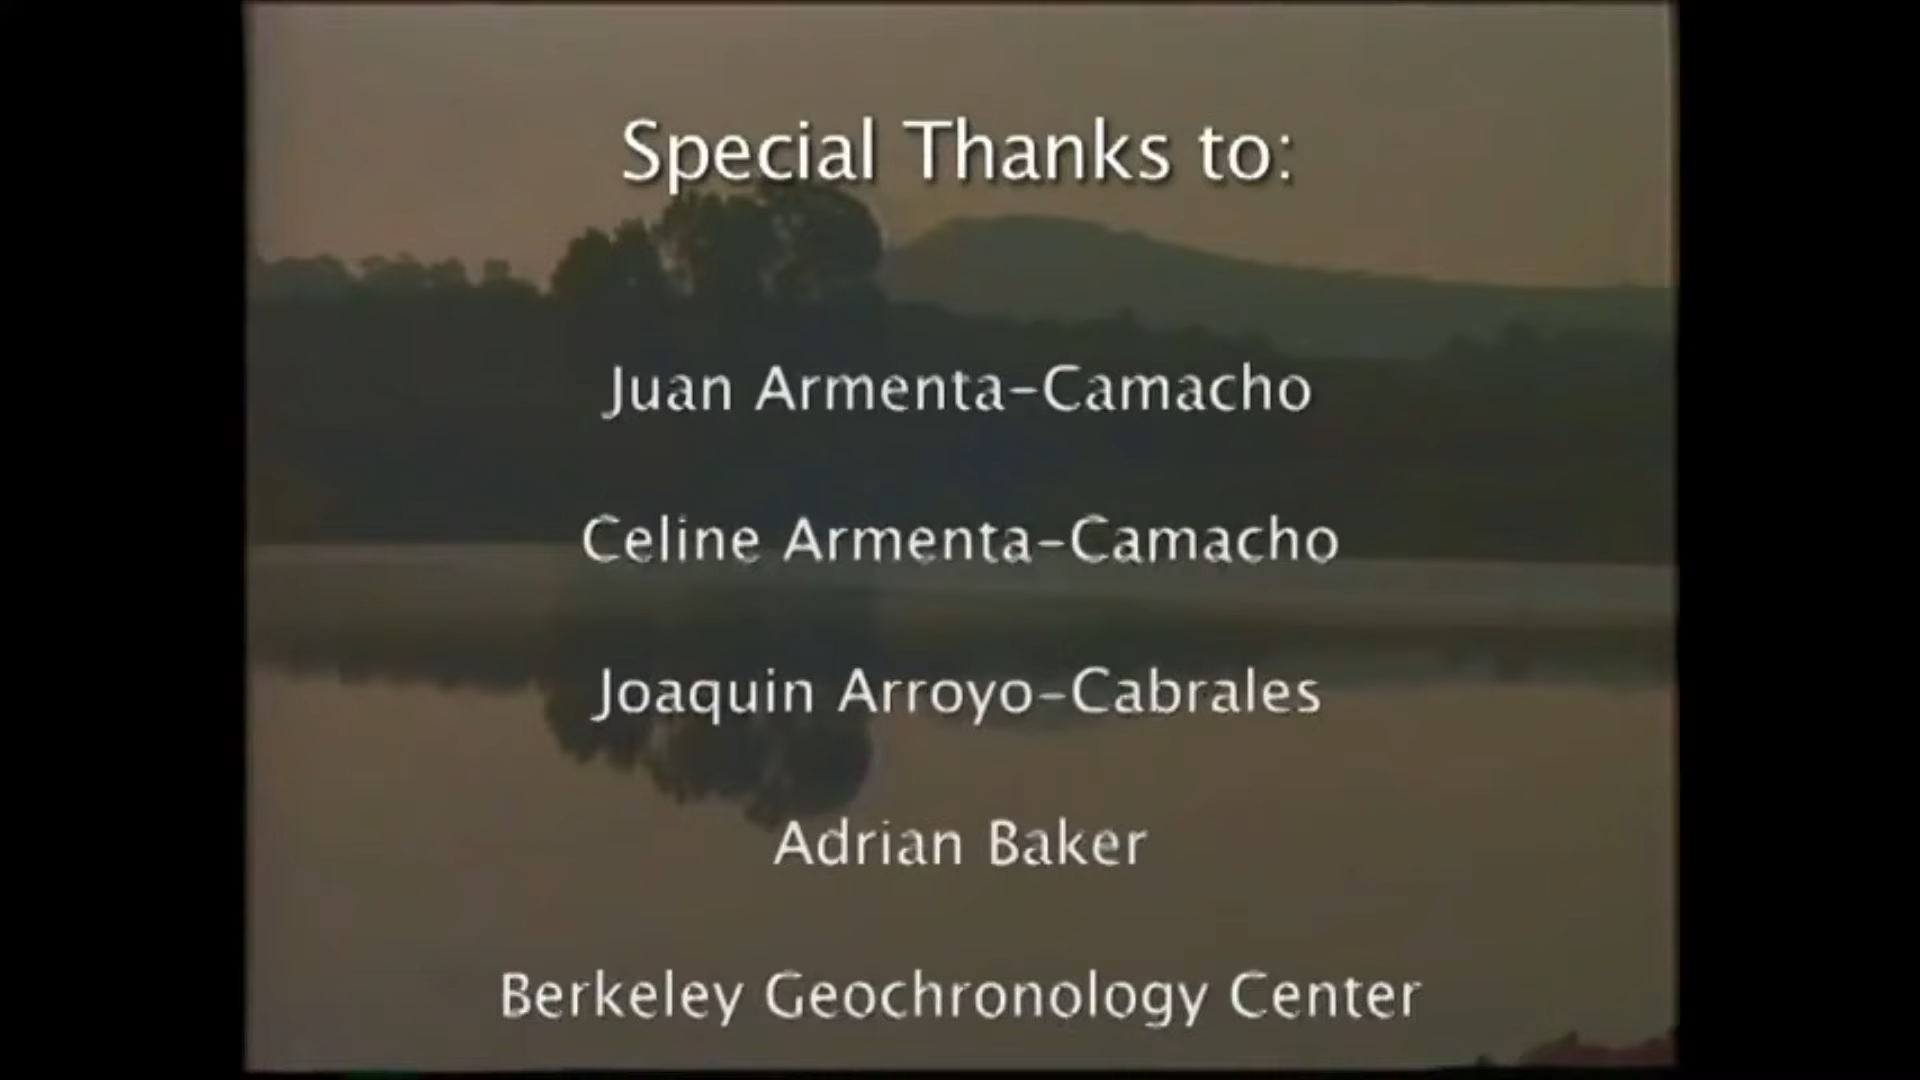 Special Thanks to:
Juan Armenta-Camacho
Celine Armenta-Camacho
Joaquin Arroyo-Cabrales
Adrian Baker
Berkeley Geochronology Center